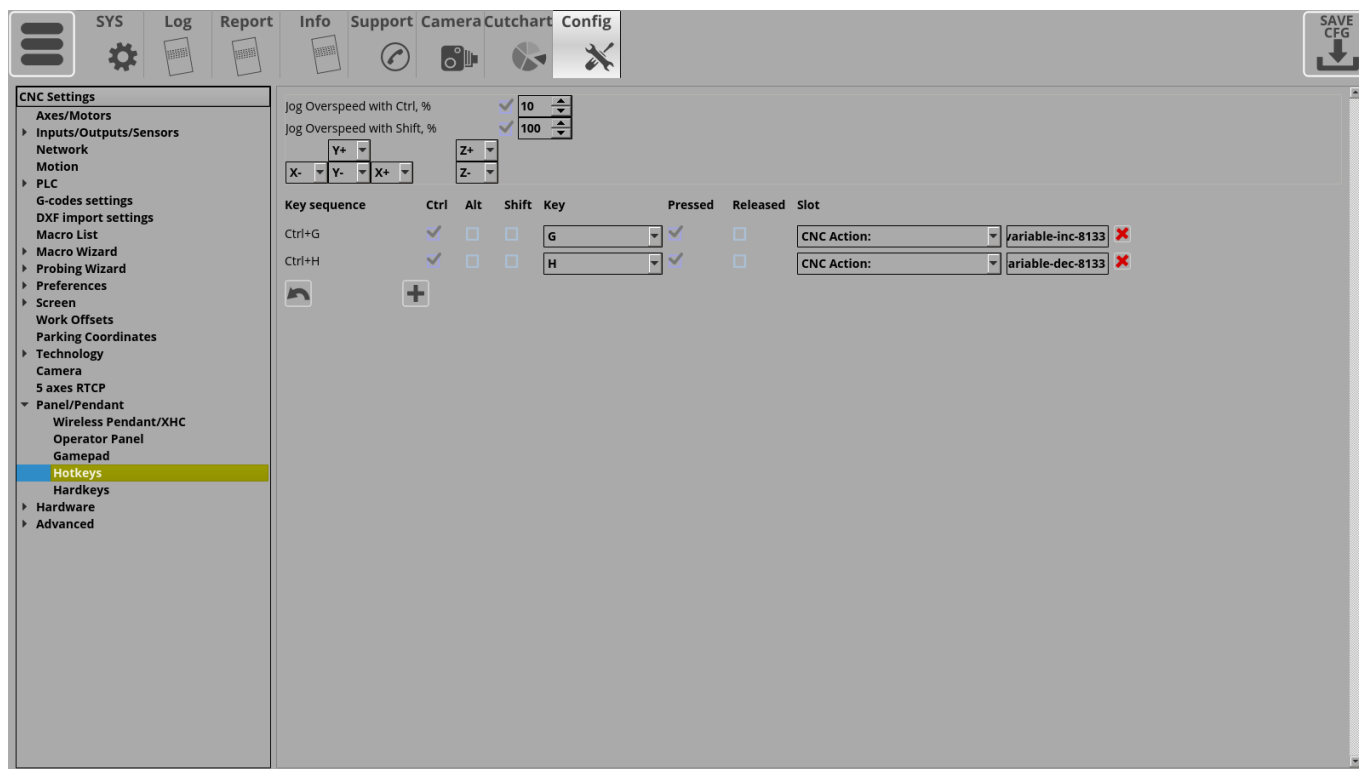 SYS Log Report Info Support Camera Cutchart Config SAVE CFG
CNC Settings
Axes/Motors
Inputs/Outputs/Sensors
Network
Motion
PLC
G-codes settings
DXF import settings
Macro List
Macro Wizard
Probing Wizard
Preferences
Screen
Work Offsets
Parking Coordinates
Technology
Camera
5 axes RTCP
Panel/Pendant
Wireless Pendant/XHC
Operator Panel
Gamepad
Hotkeys
Hardkeys
Hardware
Advanced
Jog Overspeed with Ctrl, % 10
Jog Overspeed with Shift, % 100
Y+ Z+
X- Y- X+ Z-
Key sequence Ctrl Alt Shift Key Pressed Released Slot
Ctrl+G G CNC Action: variable-inc-8133
Ctrl+H H CNC Action: ariable-dec-8133